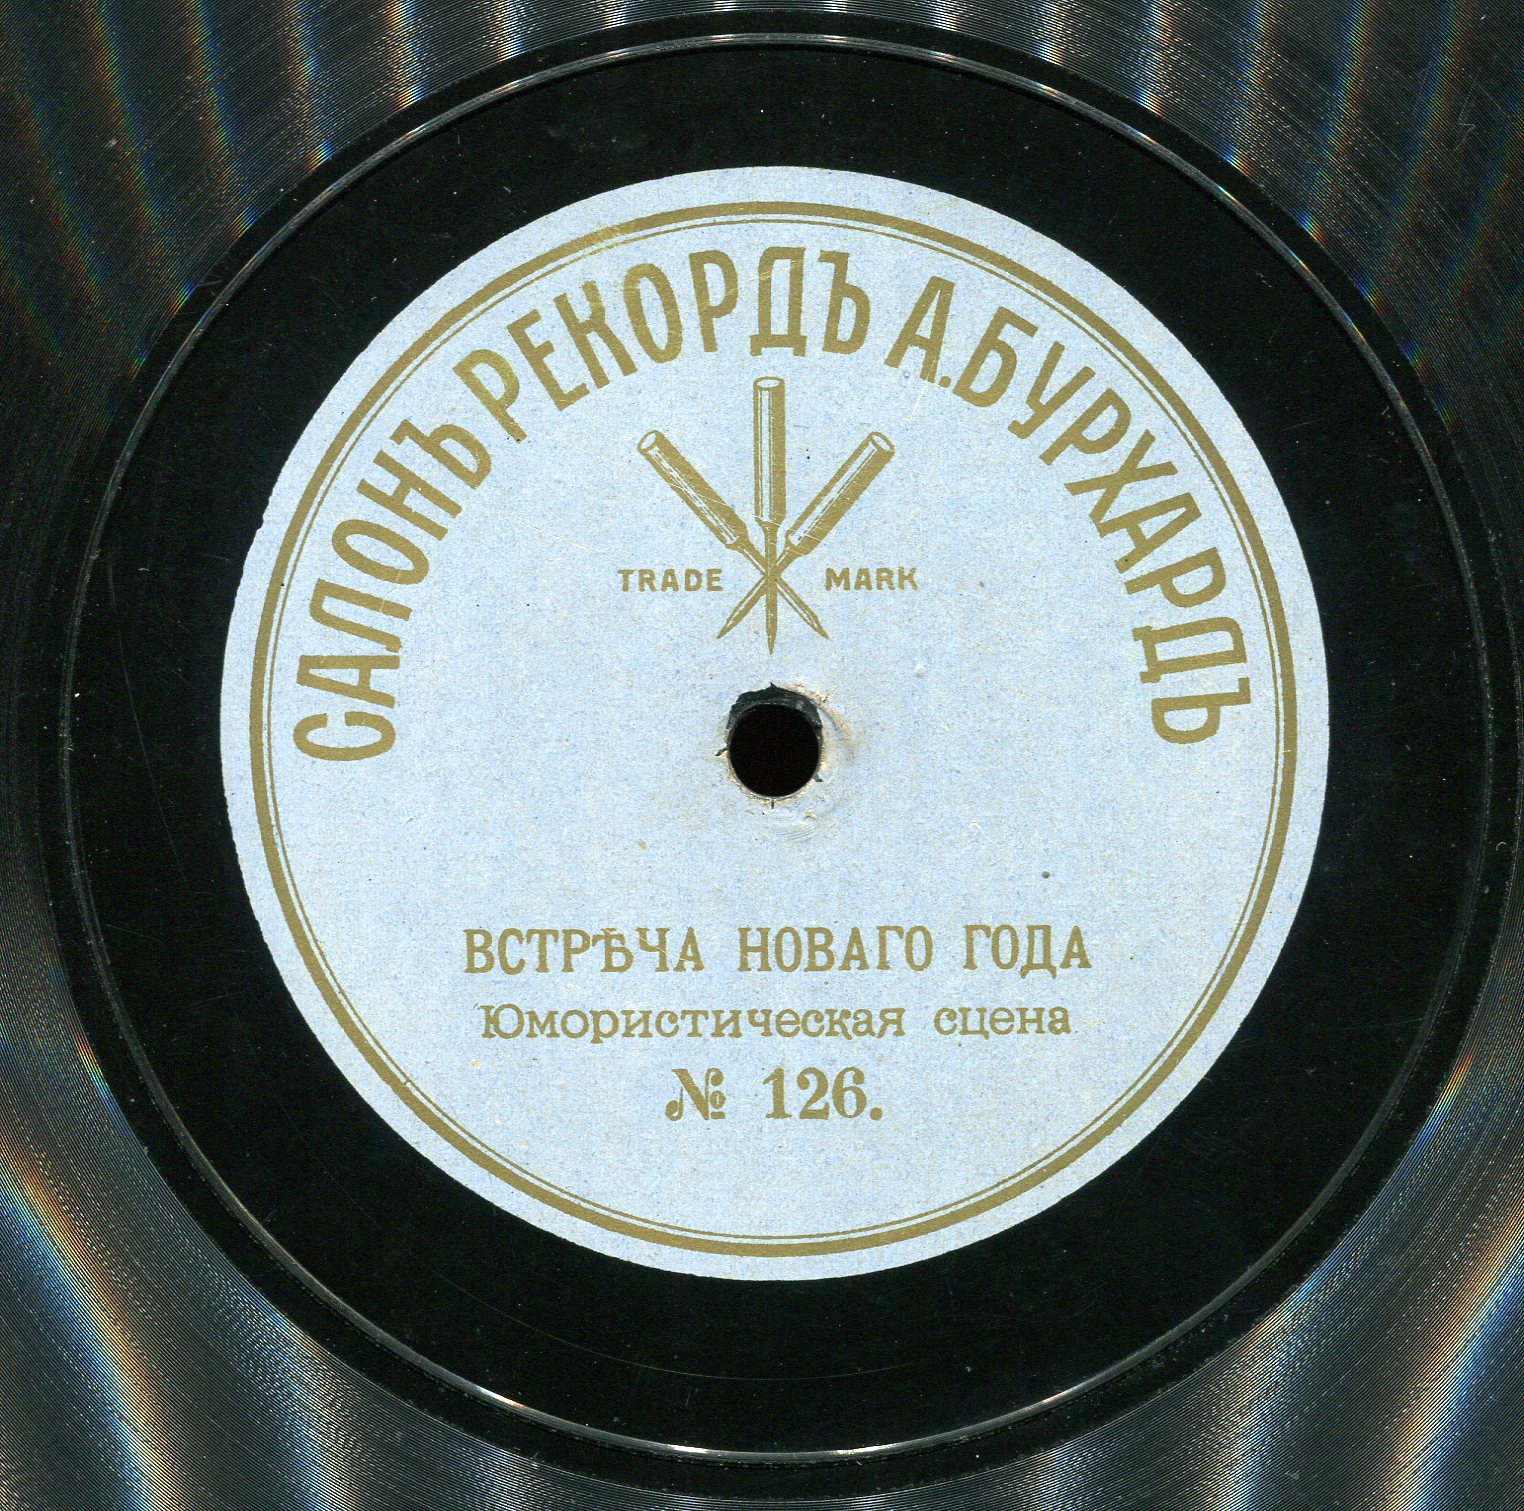 САЛОНЪ РЕКОРДЪ А. БУРХАРДЪ
TRADE MARK
ВСТРѢЧА НОВАГО ГОДА
Юмористическая сцена
№ 126.